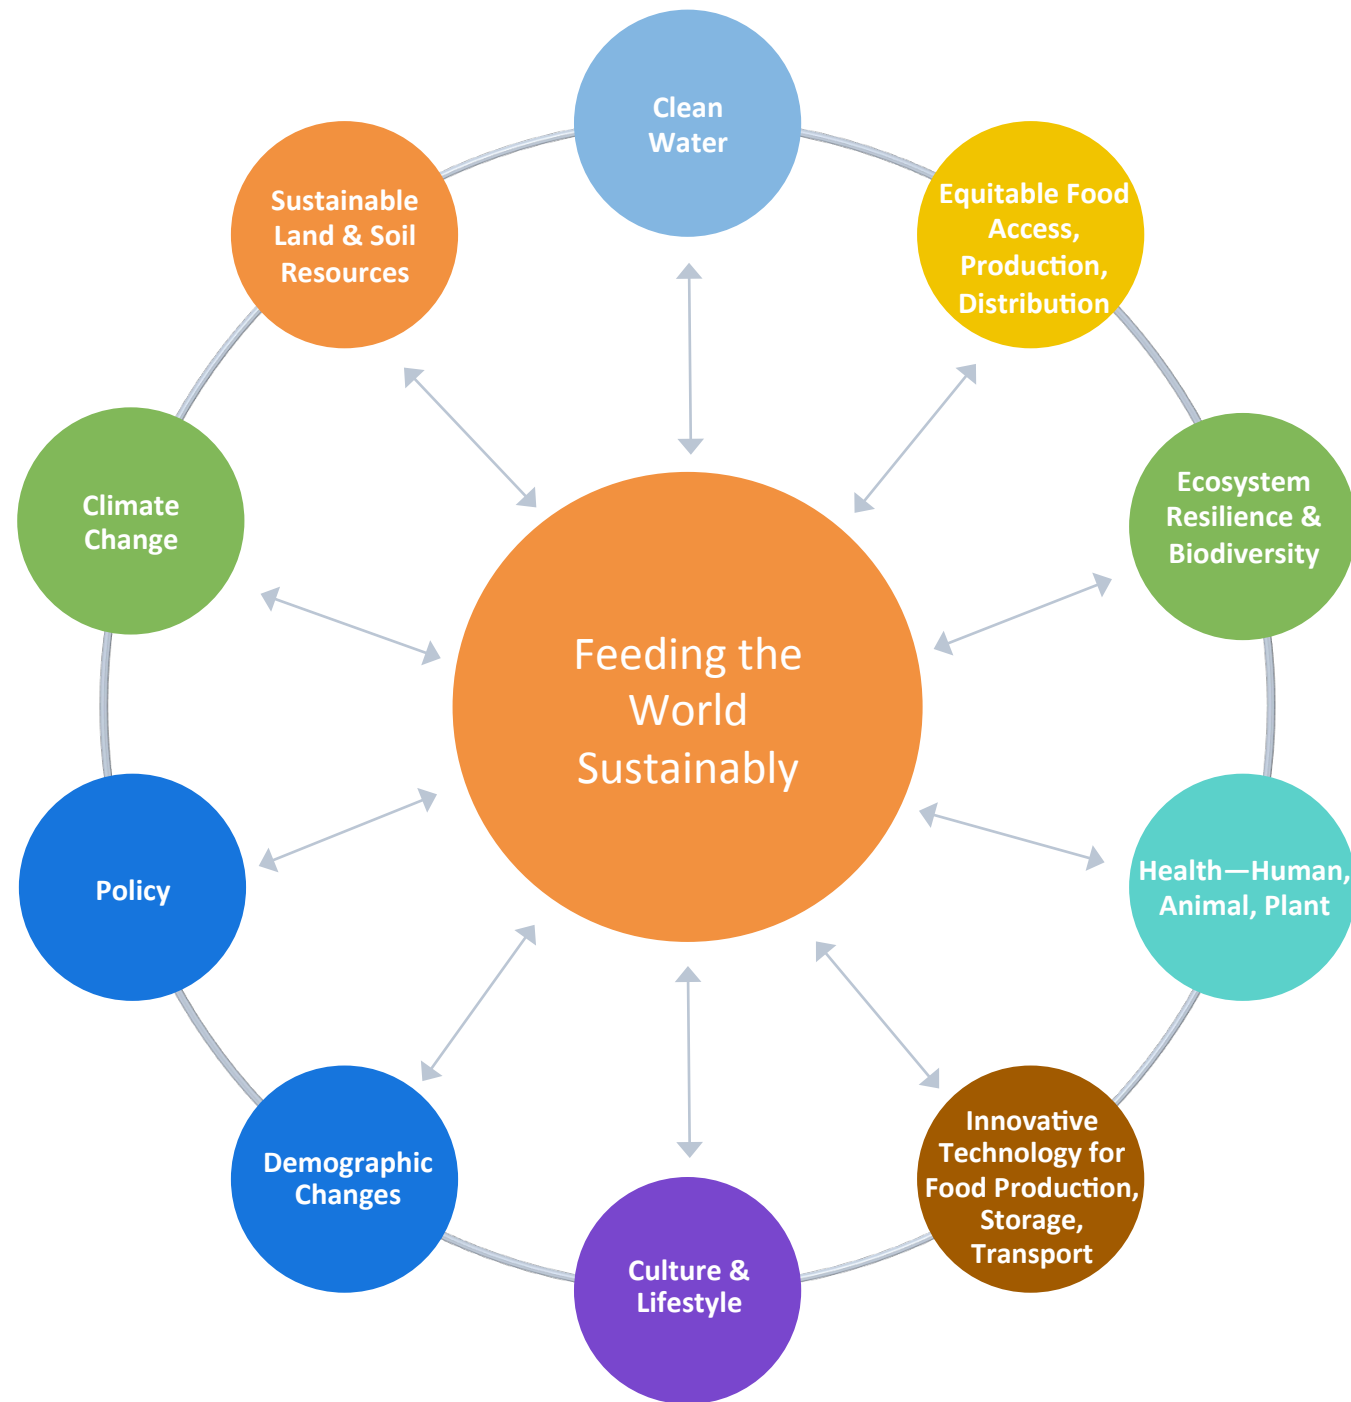 Clean
Water
Equitable Food
Access,
Production,
Distribution
Ecosystem
Resilience &
Biodiversity
Health—Human,
Animal, Plant
Innovative
Technology for
Food Production,
Storage,
Transport
Culture &
Lifestyle
Demographic
Changes
Policy
Climate
Change
Sustainable
Land & Soil
Resources
Feeding the
World
Sustainably